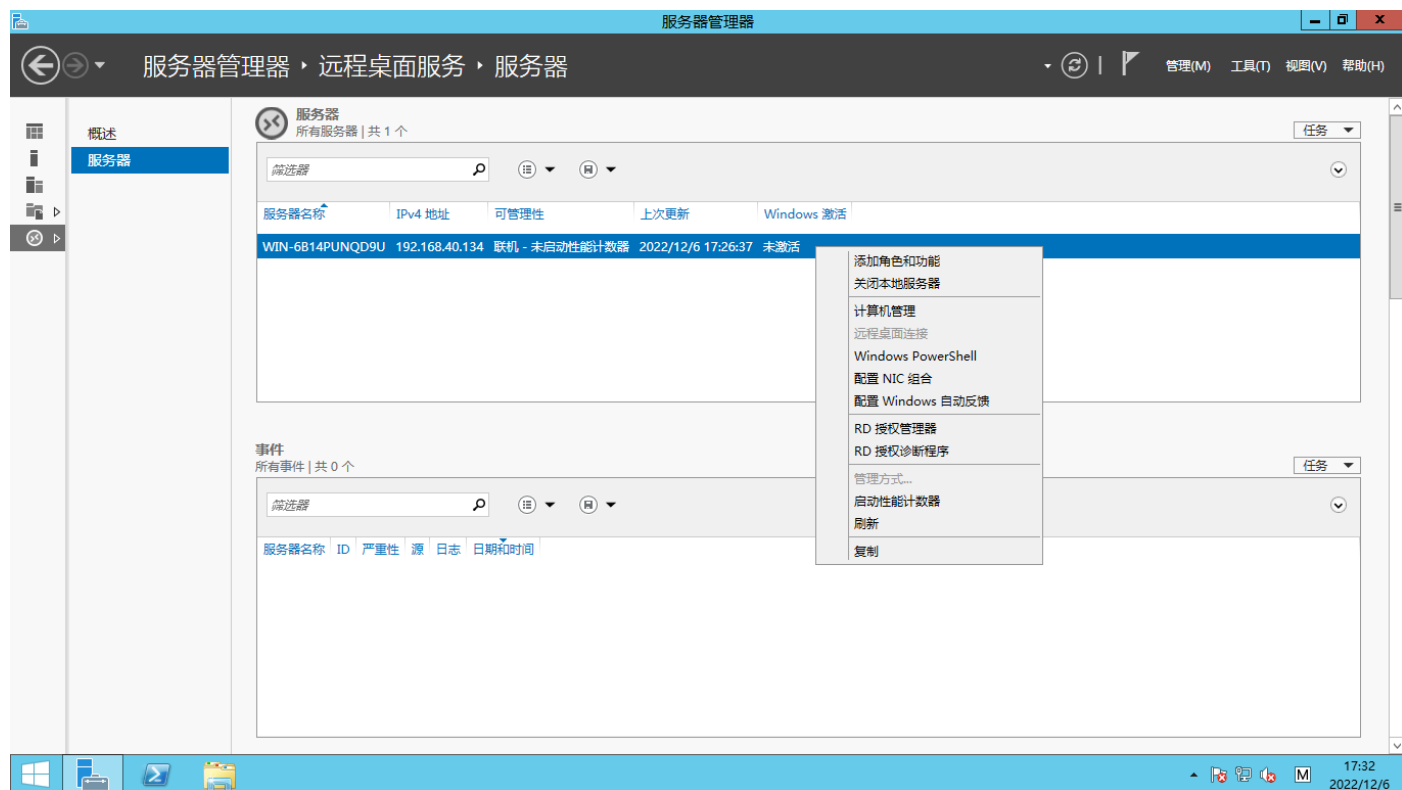 服务器管理器
服务器管理器 ‣ 远程桌面服务 ‣ 服务器
管理(M) 工具(T) 视图(V) 帮助(H)
概述
服务器
服务器
所有服务器 | 共 1 个
任务
筛选器
服务器名称 IPv4 地址 可管理性 上次更新 Windows 激活
WIN-6B14PUNQD9U 192.168.40.134 联机 - 未启动性能计数器 2022/12/6 17:26:37 未激活
添加角色和功能
关闭本地服务器
计算机管理
远程桌面连接
Windows PowerShell
配置 NIC 组合
配置 Windows 自动反馈
RD 授权管理器
RD 授权诊断程序
管理方式...
启动性能计数器
刷新
复制
事件
所有事件 | 共 0 个
任务
筛选器
服务器名称 ID 严重性 源 日志 日期和时间
M
17:32
2022/12/6